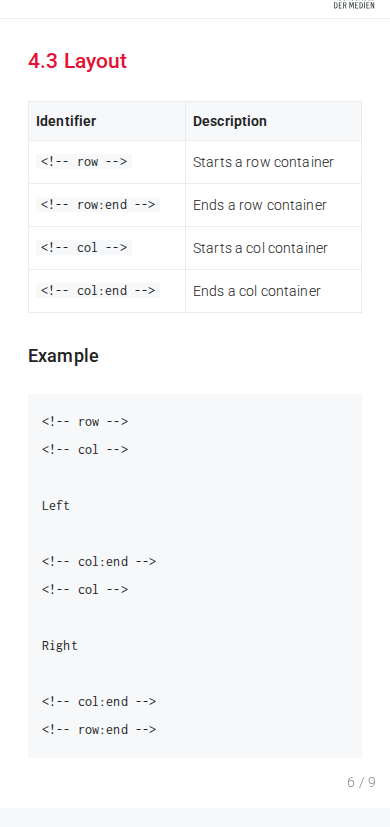 DER MEDIEN
4.3 Layout
Identifier Description
<!-- row --> Starts a row container
<!-- row:end --> Ends a row container
<!-- col --> Starts a col container
<!-- col:end --> Ends a col container
Example
<!-- row -->
<!-- col -->
Left
<!-- col:end -->
<!-- col -->
Right
<!-- col:end -->
<!-- row:end -->
6 / 9